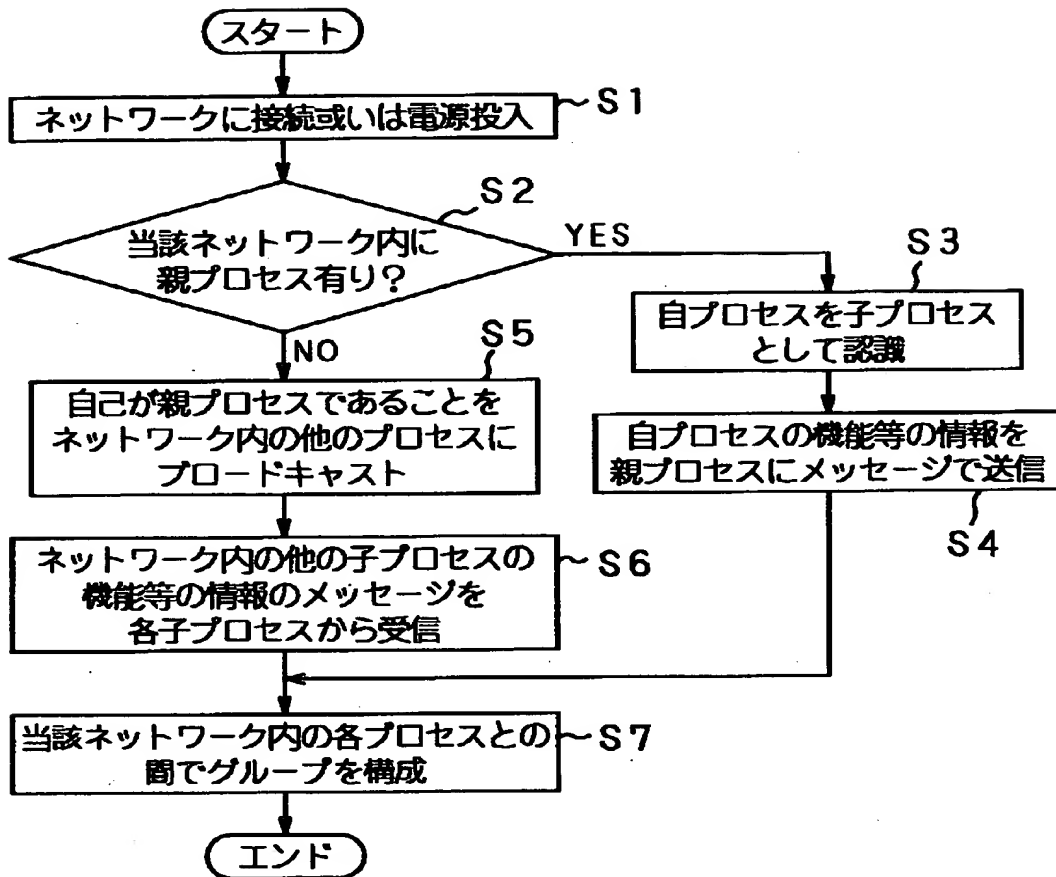 スタート
ネットワークに接続或いは電源投入
S1
当該ネットワーク内に
親プロセス有り?
S2
YES
NO
S3
自プロセスを子プロセス
として認識
自プロセスの機能等の情報を
親プロセスにメッセージで送信
S4
S5
自己が親プロセスであることを
ネットワーク内の他のプロセスに
ブロードキャスト
ネットワーク内の他の子プロセスの
機能等の情報のメッセージを
各子プロセスから受信
S6
当該ネットワーク内の各プロセスとの
間でグループを構成
S7
エンド